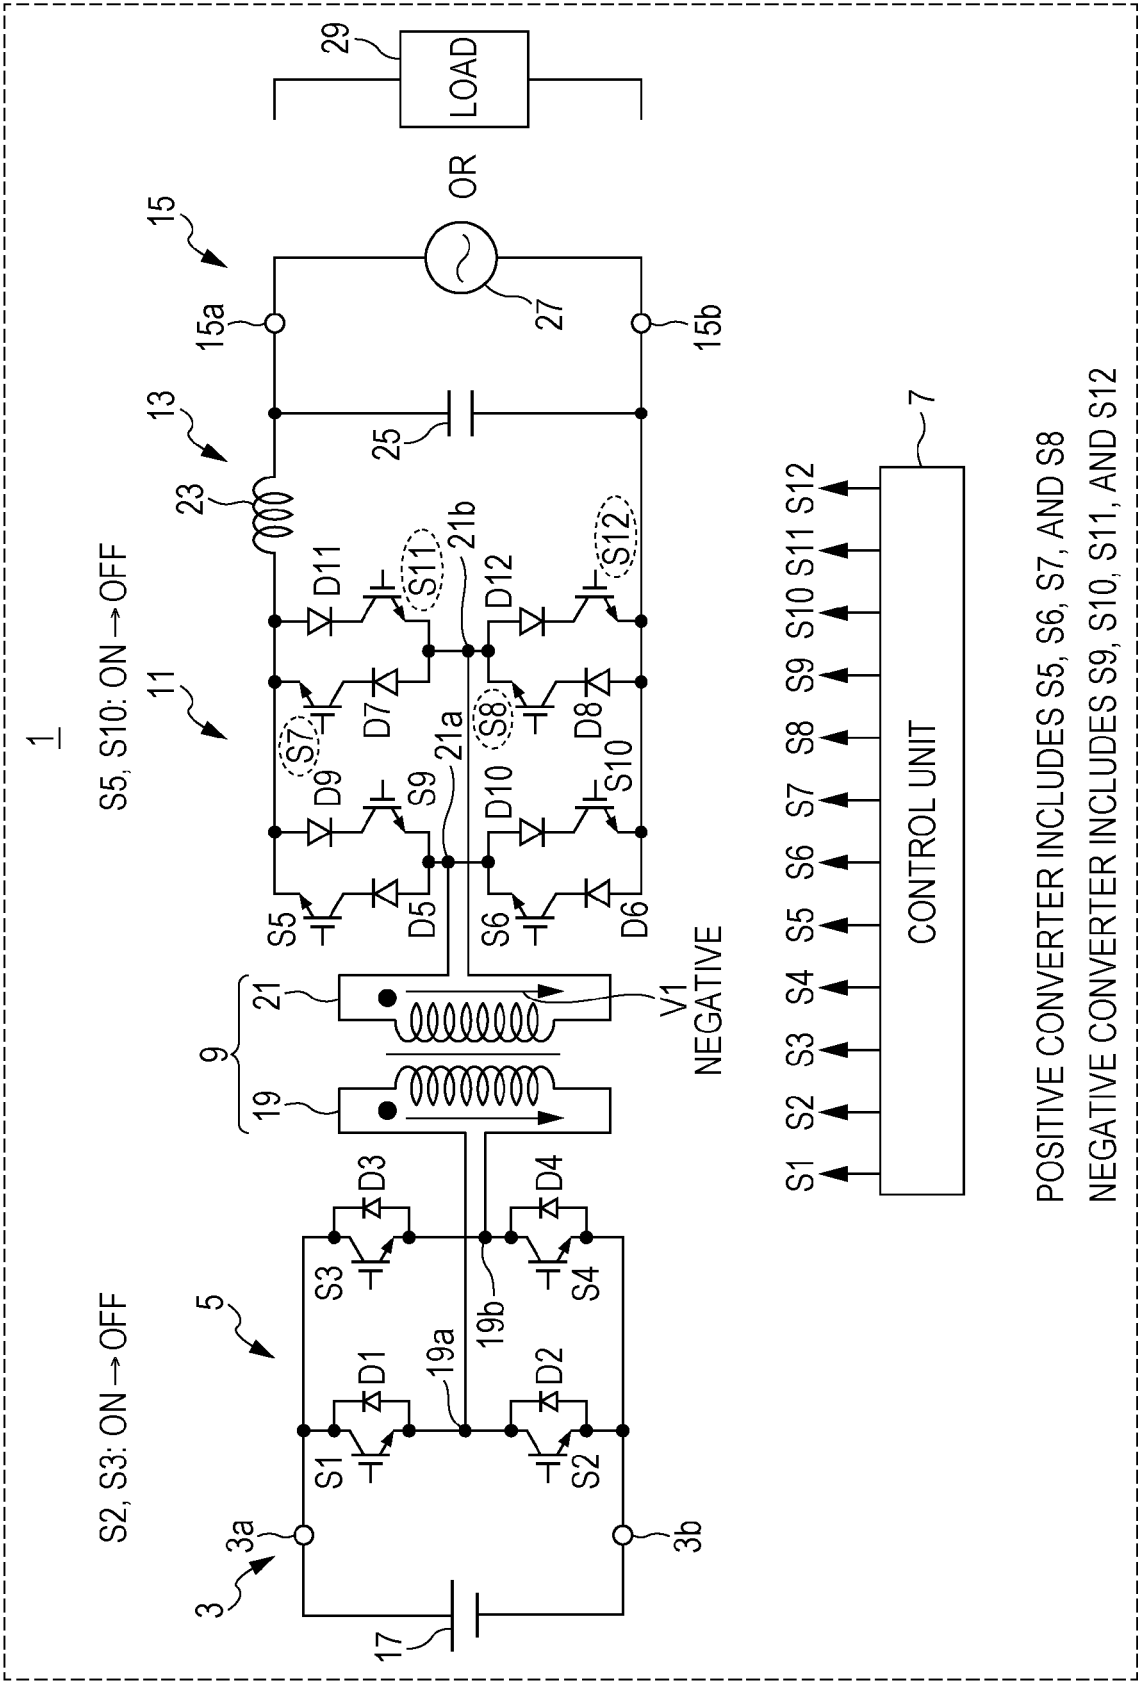 1
S2, S3: ON→OFF
S5, S10: ON→OFF
3
5
9
11
13
15
3a
3b
17
S1
D1
S2
D2
S3
D3
S4
D4
19a
19b
19
21
V1
NEGATIVE
S5
D5
S6
D6
D9
S9
D10
S10
21a
S7
D7
S8
D8
D11
S11
D12
S12
21b
23
25
15a
15b
27
OR
29
LOAD
S1 S2 S3 S4 S5 S6 S7 S8 S9 S10 S11 S12
CONTROL UNIT
7
POSITIVE CONVERTER INCLUDES S5, S6, S7, AND S8
NEGATIVE CONVERTER INCLUDES S9, S10, S11, AND S12